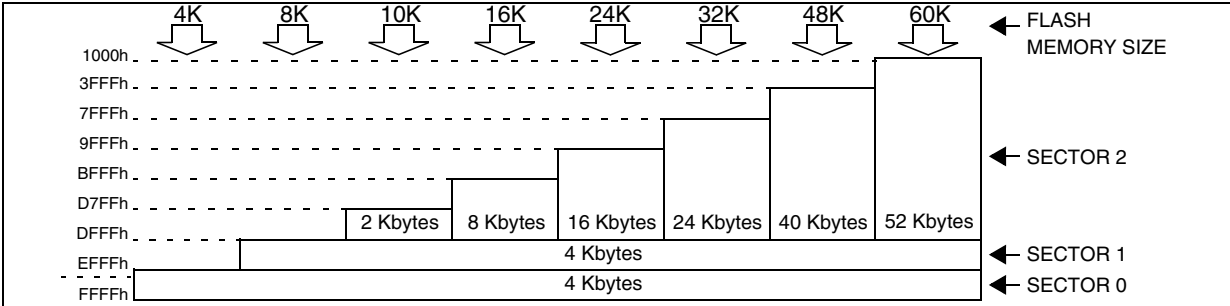 4K 8K 10K 16K 24K 32K 48K 60K
FLASH
MEMORY SIZE
1000h
3FFFh
7FFFh
9FFFh
BFFFh
SECTOR 2
D7FFh
2 Kbytes 8 Kbytes 16 Kbytes 24 Kbytes 40 Kbytes 52 Kbytes
DFFFh
4 Kbytes
SECTOR 1
EFFFh
4 Kbytes
SECTOR 0
FFFFh